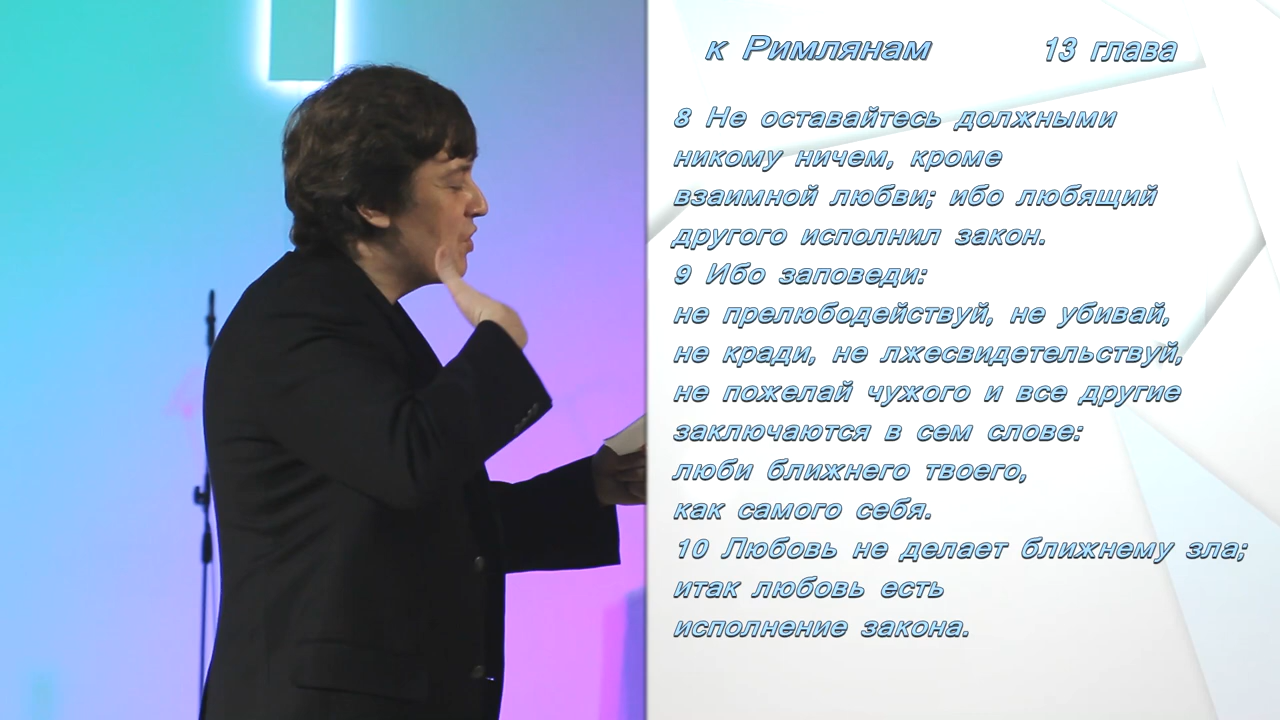 к Римлянам 13 глава
8 Не оставайтесь должными
никому ничем, кроме
взаимной любви; ибо любящий
другого исполнил закон.
9 Ибо заповеди:
не прелюбодействуй, не убивай,
не кради, не лжесвидетельствуй,
не пожелай чужого и все другие
заключаются в сем слове:
люби ближнего твоего,
как самого себя.
10 Любовь не делает ближнему зла;
итак любовь есть
исполнение закона.